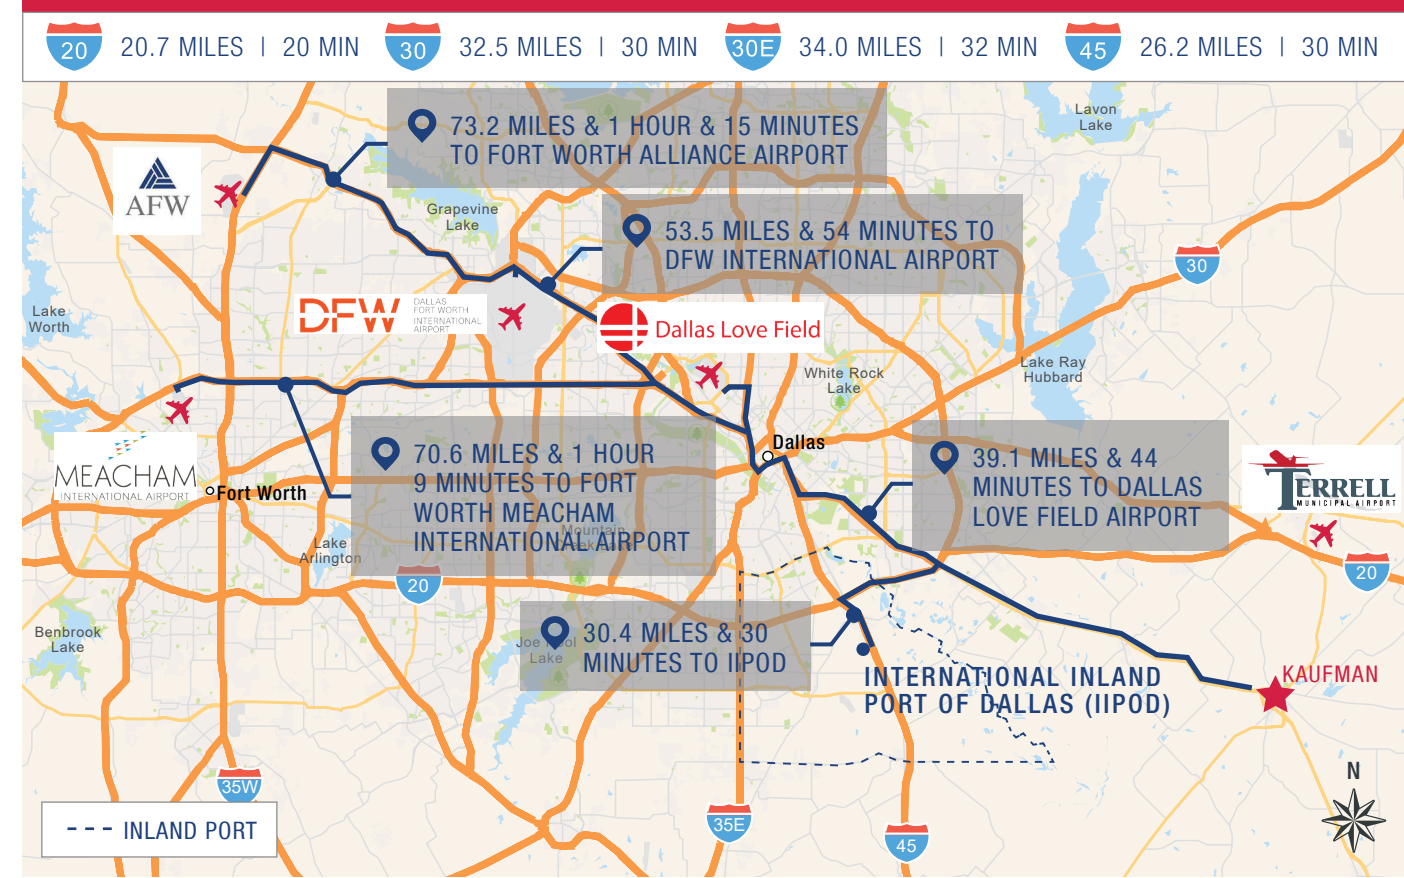 20 20.7 MILES | 20 MIN 30 32.5 MILES | 30 MIN 30E 34.0 MILES | 32 MIN 45 26.2 MILES | 30 MIN
73.2 MILES & 1 HOUR & 15 MINUTES
TO FORT WORTH ALLIANCE AIRPORT
Lavon
Lake
AFW
Grapevine
Lake
53.5 MILES & 54 MINUTES TO
DFW INTERNATIONAL AIRPORT
30
Lake
Worth
DFW
DALLAS
FORT WORTH
INTERNATIONAL
AIRPORT
Dallas Love Field
White Rock
Lake
Lake Ray
Hubbard
MEACHAM
INTERNATIONAL AIRPORT
Fort Worth
70.6 MILES & 1 HOUR
9 MINUTES TO FORT
WORTH MEACHAM
INTERNATIONAL AIRPORT
Mountain
Dallas
39.1 MILES & 44
MINUTES TO DALLAS
LOVE FIELD AIRPORT
TERRELL
MUNICIPAL AIRPORT
Lake
Arlington
20
20
Benbrook
Lake
Joe Pool
Lake
30.4 MILES & 30
MINUTES TO IIPOD
INTERNATIONAL INLAND
PORT OF DALLAS (IIPOD)
KAUFMAN
35W
35E
45
N
--- INLAND PORT